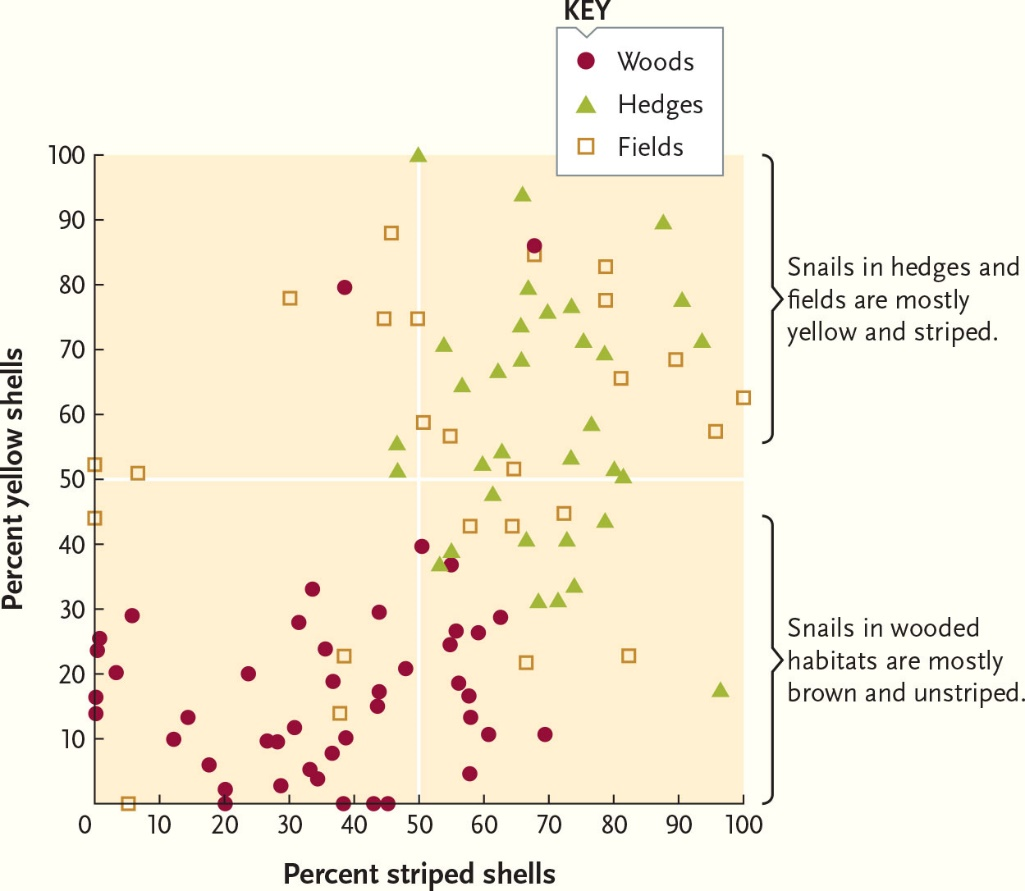 KEY
Woods
Hedges
Fields
100
90
80
70
60
50
40
30
20
10
Percent yellow shells
Snails in hedges and
fields are mostly
yellow and striped.
Snails in wooded
habitats are mostly
brown and unstriped.
0 10 20 30 40 50 60 70 80 90 100
Percent striped shells